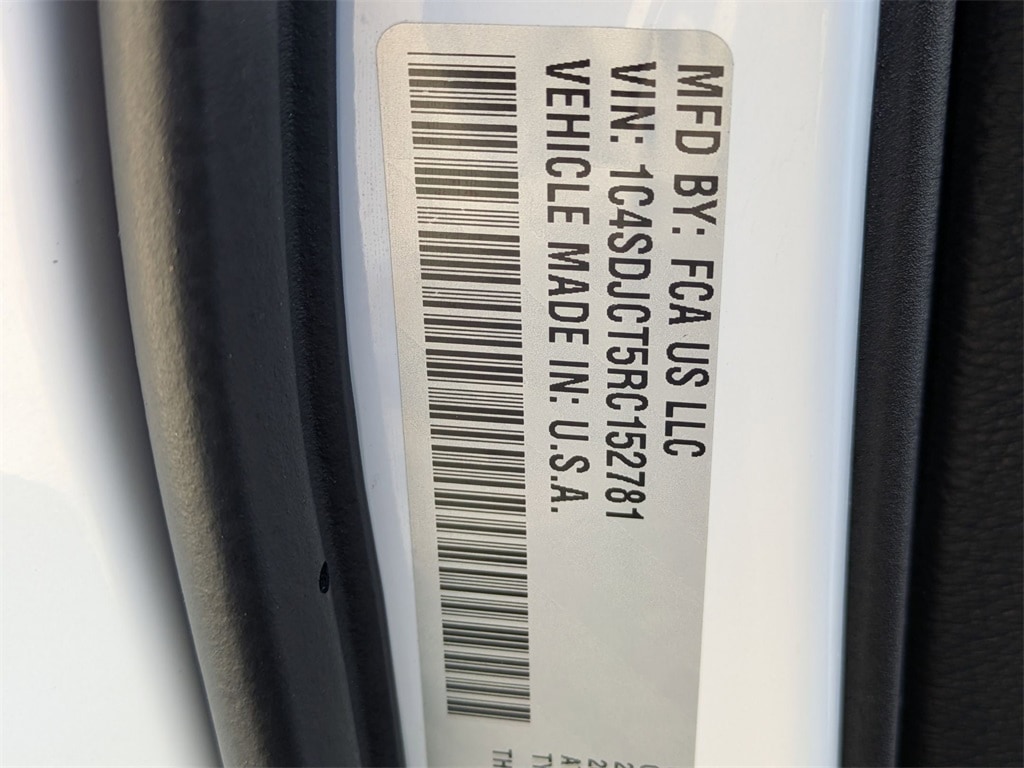 MFD BY: FCA US LLC
VIN: 1C4SDJCT5RC152781
VEHICLE MADE IN: U.S.A.